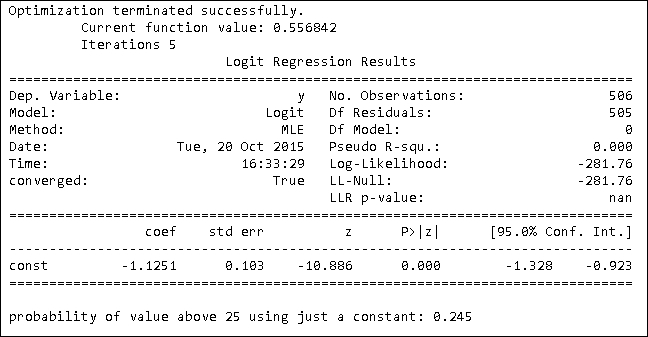 Optimization terminated successfully.
Current function value: 0.556842
Iterations 5
Logit Regression Results
==============================================================================
Dep. Variable: y No. Observations: 506
Model: Logit Df Residuals: 505
Method: MLE Df Model: 0
Date: Tue, 20 Oct 2015 Pseudo R-squ.: 0.000
Time: 16:33:29 Log-Likelihood: -281.76
converged: True LL-Null: -281.76
LLR p-value: nan
==============================================================================
coef std err z P>|z| [95.0% Conf. Int.]
------------------------------------------------------------------------------
const -1.1251 0.103 -10.886 0.000 -1.328 -0.923
==============================================================================
probability of value above 25 using just a constant: 0.245